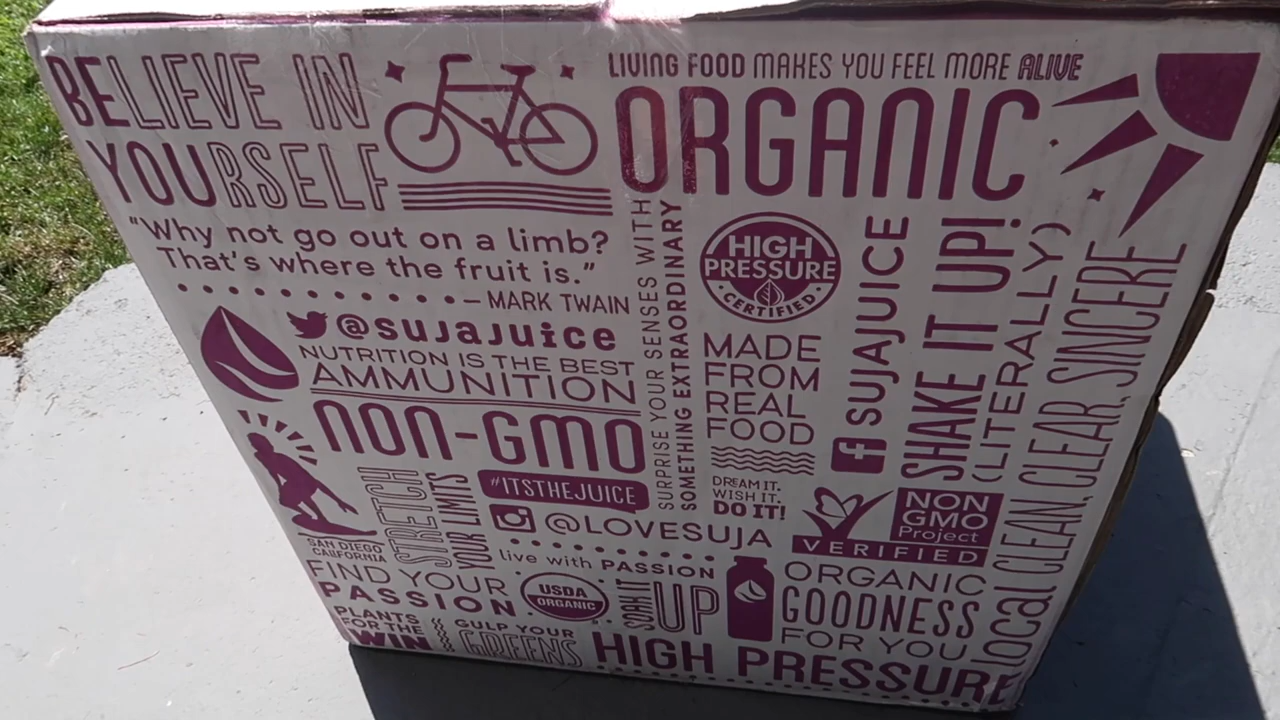 BELIEVE IN
YOURSELF
"Why not go out on a limb?
That's where the fruit is."
- MARK TWAIN
@sujajuice
NUTRITION IS THE BEST
AMMUNITION
NON-GMO
STRETCH
YOUR LIMITS
#ITSTHEJUICE
@LOVESUJA
SAN DIEGO
CALIFORNIA
live with PASSION
FIND YOUR
PASSION
USDA
ORGANIC
SOAK IT
UP
PLANTS
FOR THE
WIN
GULP YOUR
GREENS
HIGH PRESSURE
LIVING FOOD MAKES YOU FEEL MORE ALIVE
ORGANIC
SURPRISE YOUR SENSES WITH
SOMETHING EXTRAORDINARY
HIGH
PRESSURE
CERTIFIED
MADE
FROM
REAL
FOOD
DREAM IT.
WISH IT.
DO IT!
f SUJAJUICE
SHAKE IT UP!
(LITERALLY)
LOCAL, CLEAN, CLEAR, SINCERE
NON
GMO
Project
VERIFIED
ORGANIC
GOODNESS
FOR YOU